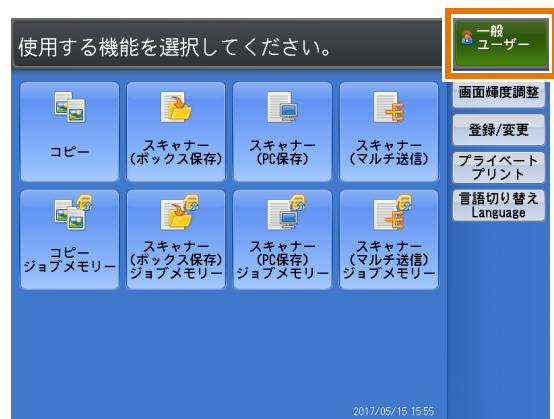 使用する機能を選択してください。
一般
ユーザー
画面輝度調整
登録/変更
プライベート
プリント
言語切り替え
Language
コピー
スキャナー
(ボックス保存)
スキャナー
(PC保存)
スキャナー
(マルチ送信)
コピー
ジョブメモリー
スキャナー
(ボックス保存)
ジョブメモリー
スキャナー
(PC保存)
ジョブメモリー
スキャナー
(マルチ送信)
ジョブメモリー
2017/05/15 15:55